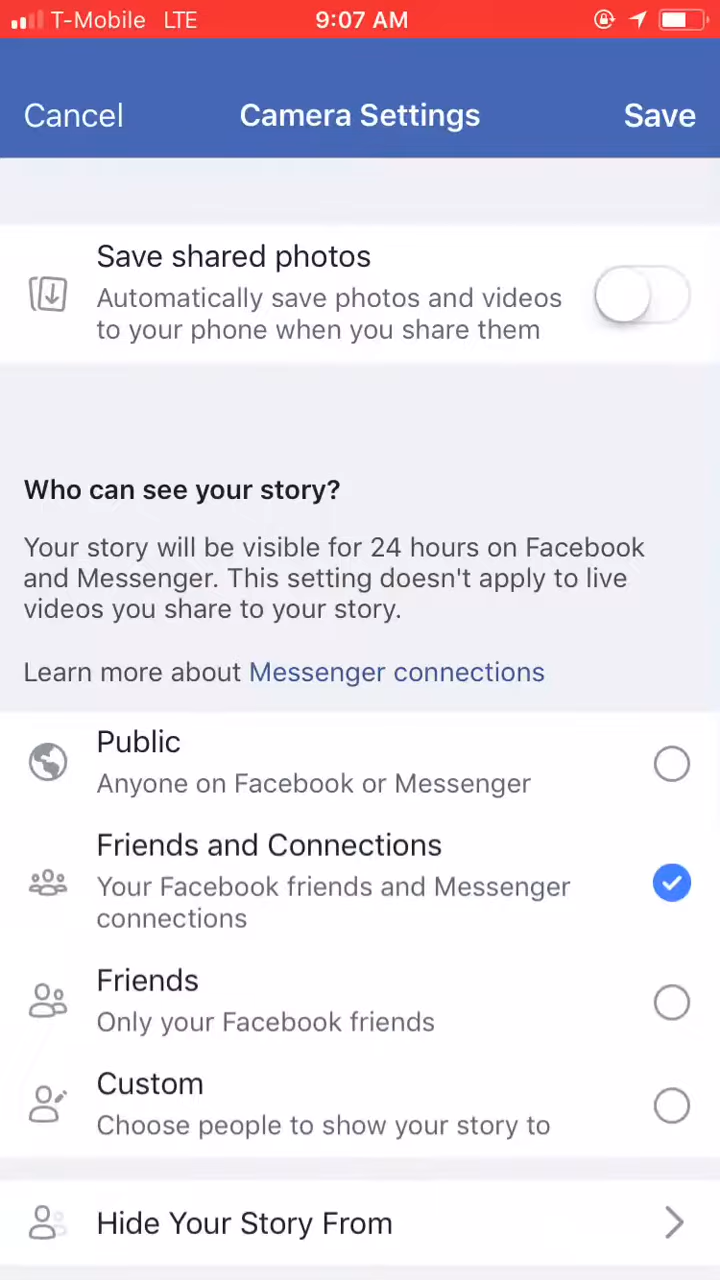 T-Mobile LTE 9:07 AM
Cancel Camera Settings Save
Save shared photos
Automatically save photos and videos
to your phone when you share them
Who can see your story?
Your story will be visible for 24 hours on Facebook
and Messenger. This setting doesn't apply to live
videos you share to your story.
Learn more about Messenger connections
Public
Anyone on Facebook or Messenger
Friends and Connections
Your Facebook friends and Messenger
connections
Friends
Only your Facebook friends
Custom
Choose people to show your story to
Hide Your Story From